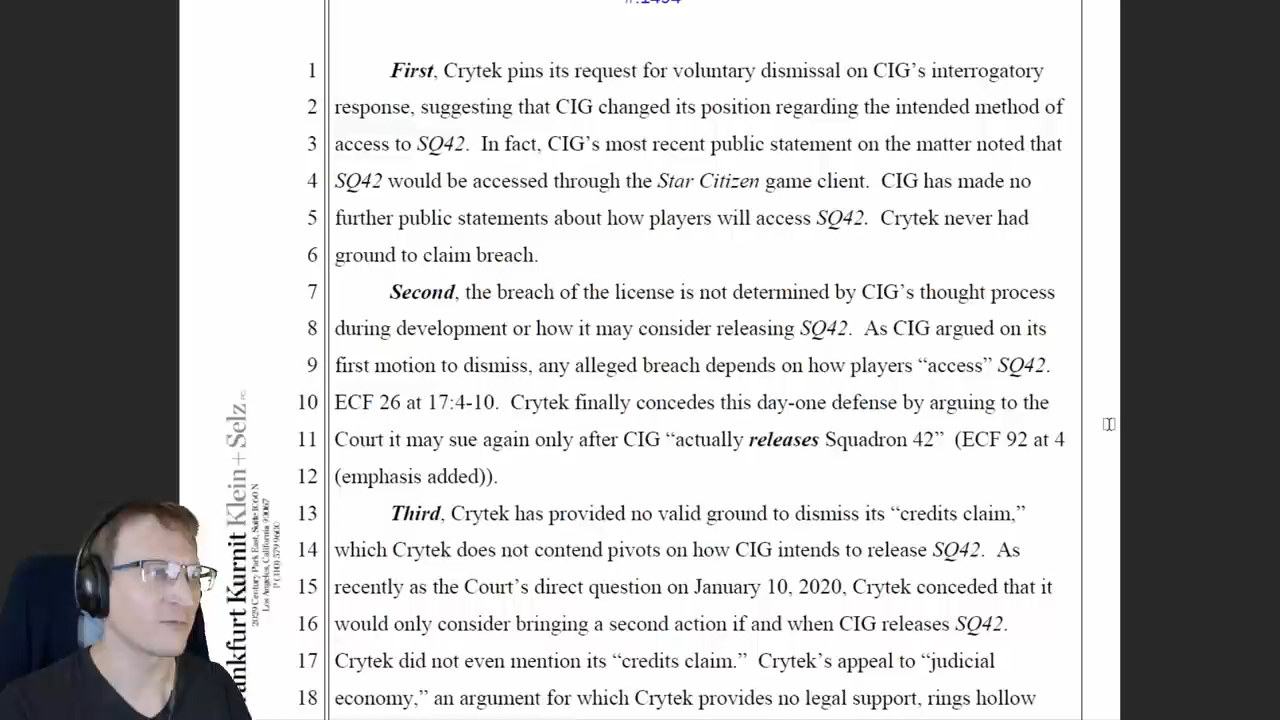 1 First, Crytek pins its request for voluntary dismissal on CIG's interrogatory
2 response, suggesting that CIG changed its position regarding the intended method of
3 access to SQ42. In fact, CIG's most recent public statement on the matter noted that
4 SQ42 would be accessed through the Star Citizen game client. CIG has made no
5 further public statements about how players will access SQ42. Crytek never had
6 ground to claim breach.
7 Second, the breach of the license is not determined by CIG's thought process
8 during development or how it may consider releasing SQ42. As CIG argued on its
9 first motion to dismiss, any alleged breach depends on how players “access” SQ42.
10 ECF 26 at 17:4-10. Crytek finally concedes this day-one defense by arguing to the
11 Court it may sue again only after CIG “actually releases Squadron 42” (ECF 92 at 4
12 (emphasis added)).
13 Third, Crytek has provided no valid ground to dismiss its “credits claim,”
14 which Crytek does not contend pivots on how CIG intends to release SQ42. As
15 recently as the Court's direct question on January 10, 2020, Crytek conceded that it
16 would only consider bringing a second action if and when CIG releases SQ42.
17 Crytek did not even mention its “credits claim.” Crytek's appeal to “judicial
18 economy,” an argument for which Crytek provides no legal support, rings hollow
ankfurt Kurnit Klein + Selz PC
2029 Century Park East, Suite 1060N
Los Angeles, California 90067